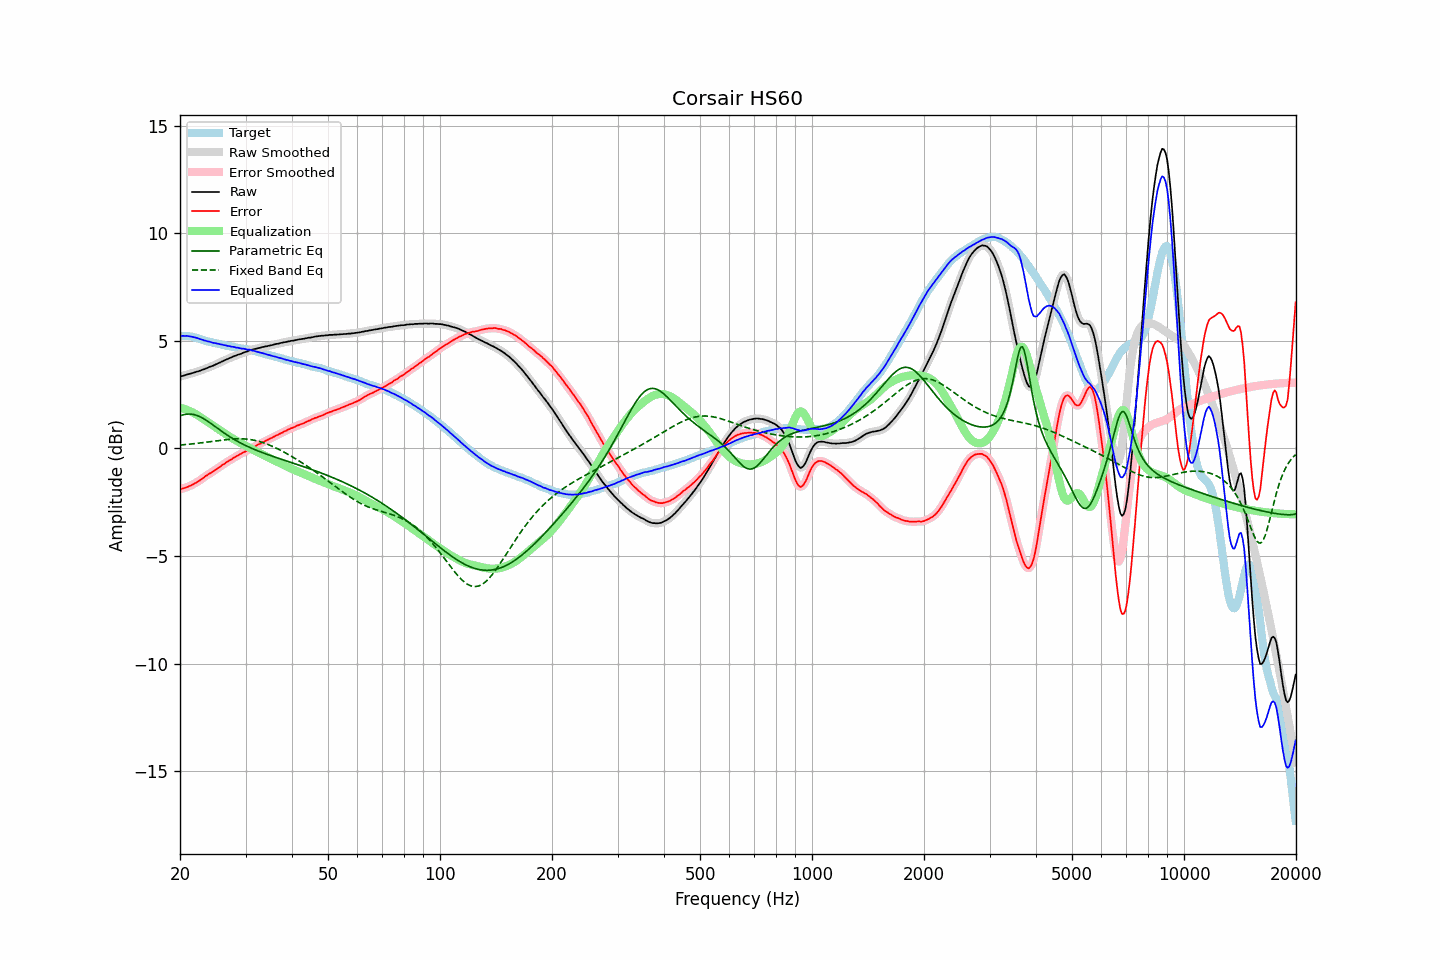 Corsair HS60
Target
Raw Smoothed
Error Smoothed
Raw
Error
Equalization
Parametric Eq
Fixed Band Eq
Equalized
Amplitude (dBr)
15
10
5
0
−5
−10
−15
20 50 100 200 500 1000 2000 5000 10000 20000
Frequency (Hz)